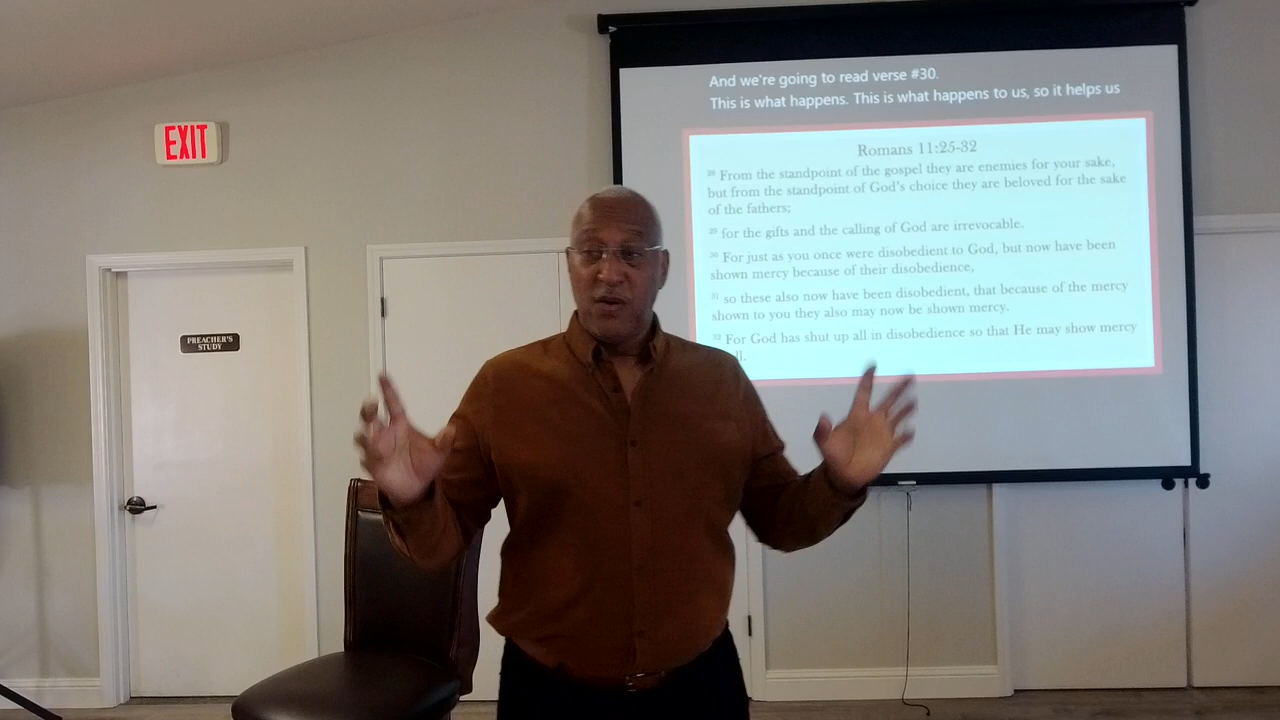 And we're going to read verse #30.
This is what happens. This is what happens to us, so it helps us
EXIT
Romans 11:25-32
28 From the standpoint of the gospel they are enemies for your sake,
but from the standpoint of God's choice they are beloved for the sake
of the fathers;
29 for the gifts and the calling of God are irrevocable.
30 For just as you once were disobedient to God, but now have been
shown mercy because of their disobedience,
31 so these also now have been disobedient, that because of the mercy
shown to you they also may now be shown mercy.
32 For God has shut up all in disobedience so that He may show mercy
ll.
PREACHER'S
STUDY